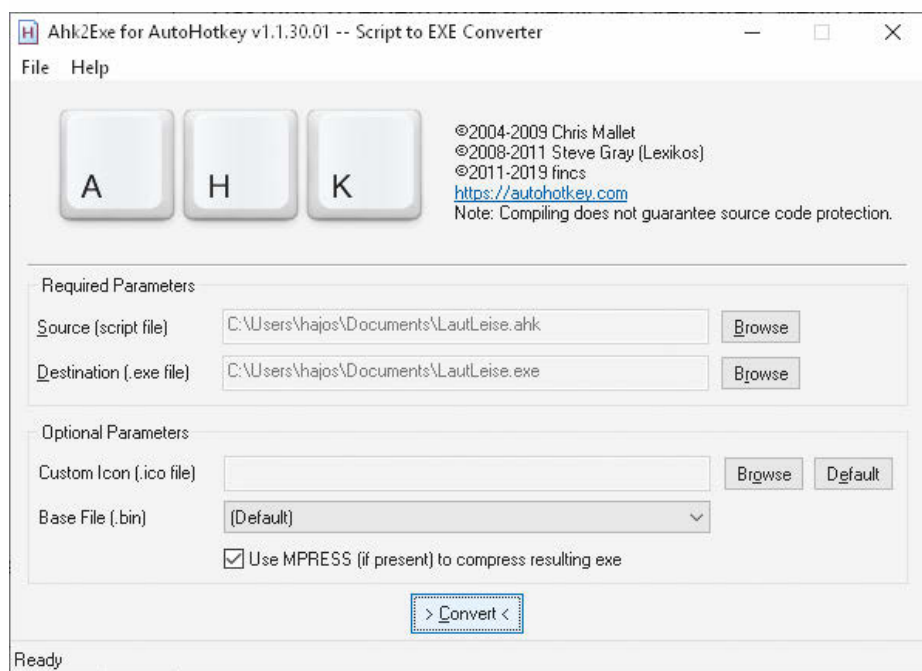 Ahk2Exe for AutoHotkey v1.1.30.01 -- Script to EXE Converter
File Help
A H K
©2004-2009 Chris Mallet
©2008-2011 Steve Gray (Lexikos)
©2011-2019 fincs
https://autohotkey.com
Note: Compiling does not guarantee source code protection.
Required Parameters
Source (script file) C:\Users\hajos\Documents\LautLeise.ahk Browse
Destination (.exe file) C:\Users\hajos\Documents\LautLeise.exe Browse
Optional Parameters
Custom Icon (.ico file) Browse Default
Base File (.bin) (Default)
Use MPRESS (if present) to compress resulting exe
> Convert <
Ready